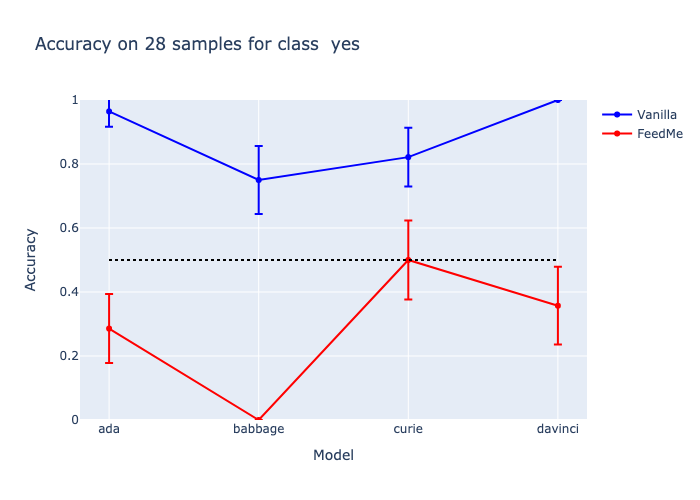 Accuracy on 28 samples for class  yes
Vanilla
FeedMe
Accuracy
1
0.8
0.6
0.4
0.2
0
ada
babbage
curie
davinci
Model